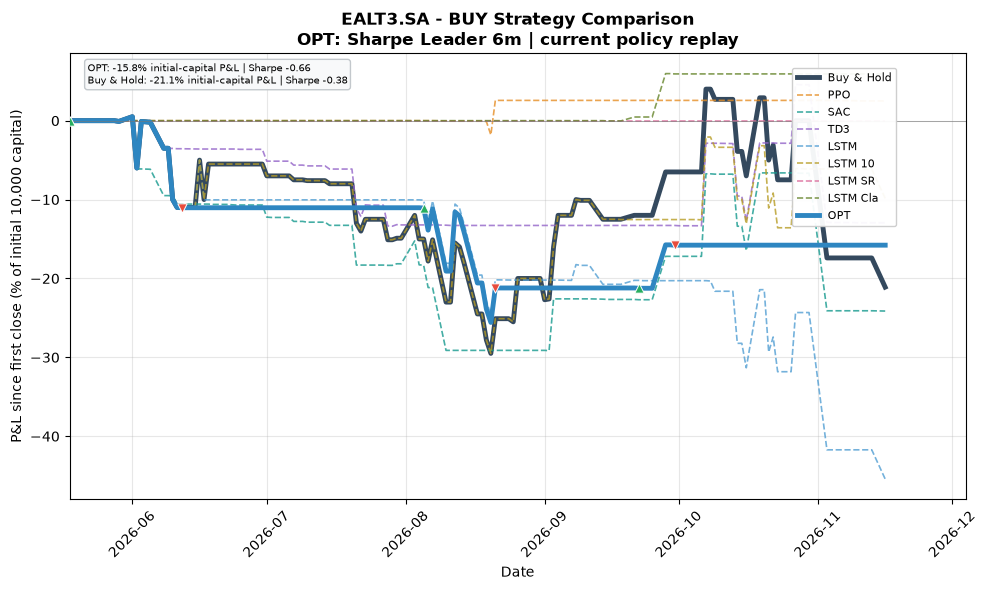 EALT3.SA - BUY Strategy Comparison
OPT: Sharpe Leader 6m | current policy replay
OPT: -15.8% initial-capital P&L | Sharpe -0.66
Buy & Hold: -21.1% initial-capital P&L | Sharpe -0.38
Buy & Hold
PPO
SAC
TD3
LSTM
LSTM 10
LSTM SR
LSTM Cla
OPT
P&L since first close (% of initial 10,000 capital)
0
−10
−20
−30
−40
2026-06
2026-07
2026-08
2026-09
2026-10
2026-11
2026-12
Date